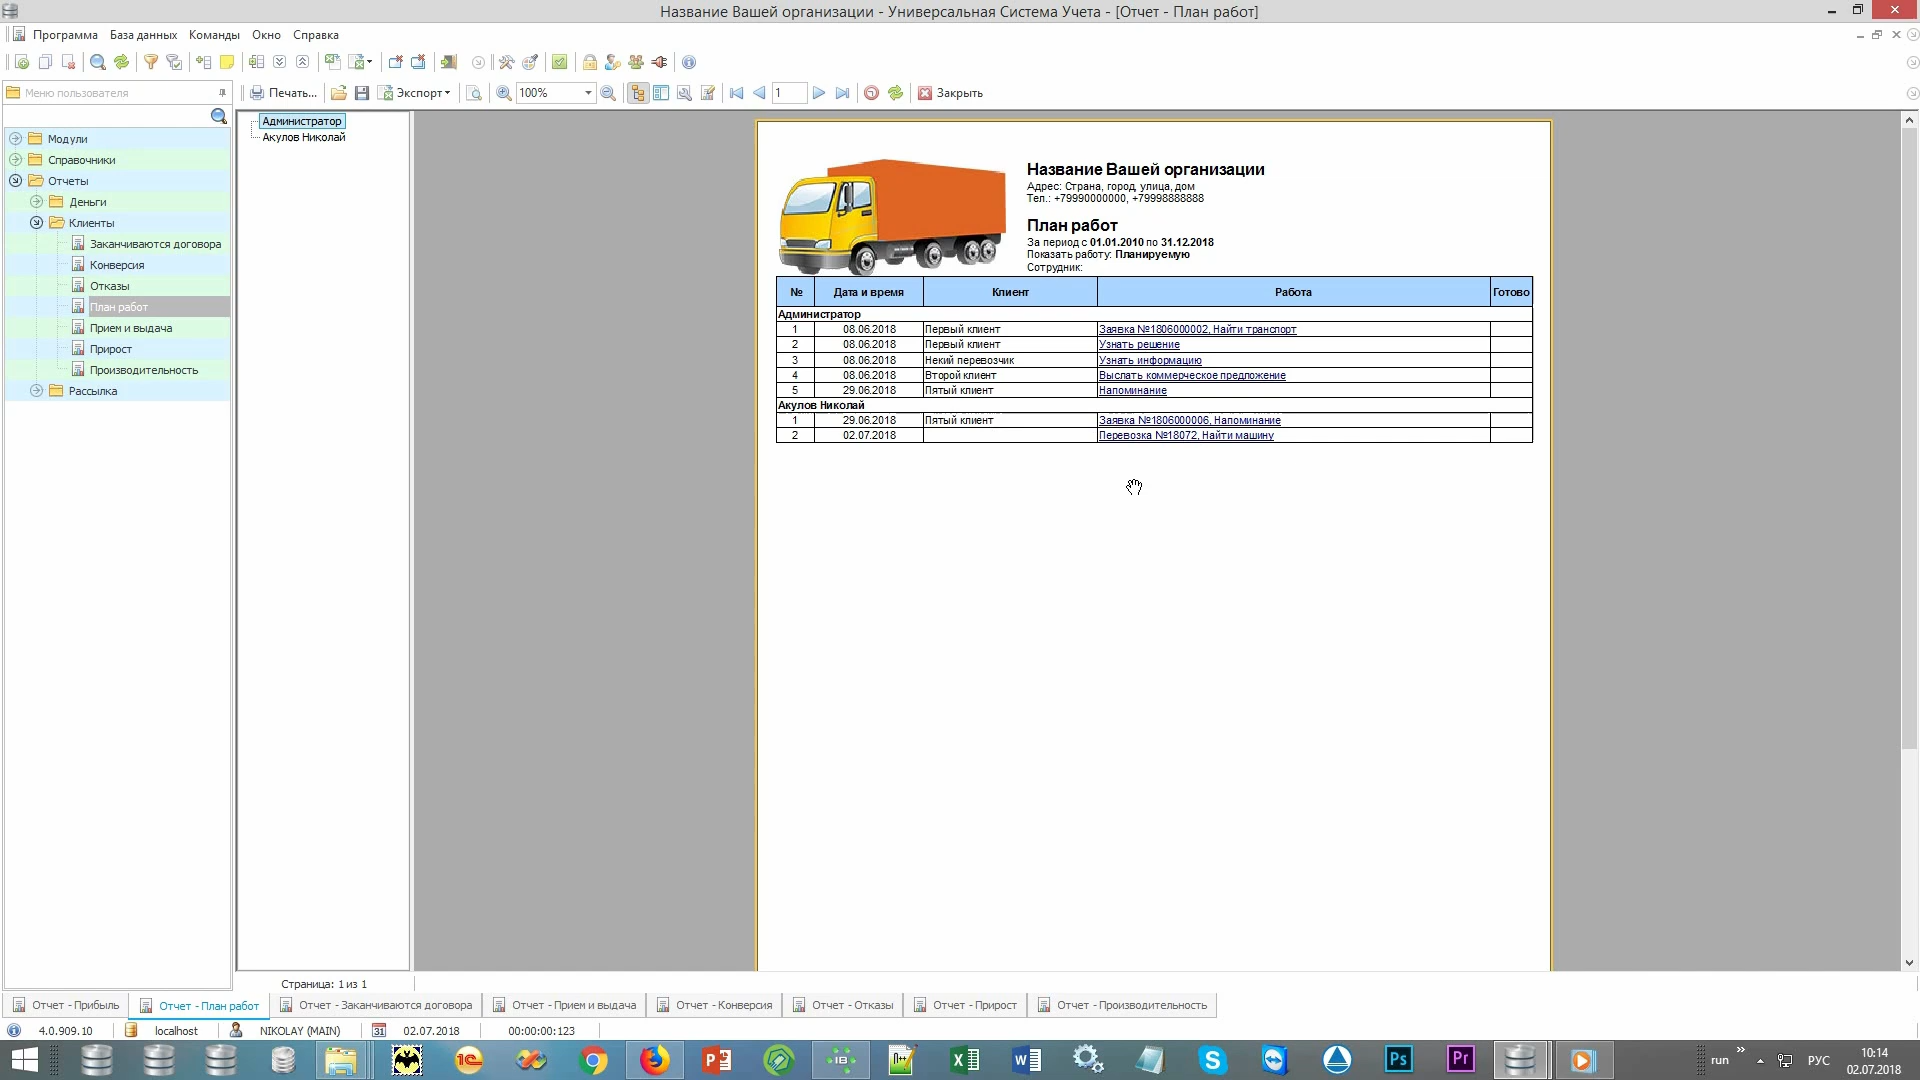 Название Вашей организации - Универсальная Система Учета - [Отчет - План работ]
Программа База данных Команды Окно Справка
Меню пользователя
Печать... Экспорт 100% 1 Закрыть
Модули
Справочники
Отчеты
Деньги
Клиенты
Заканчиваются договора
Конверсия
Отказы
План работ
Прием и выдача
Прирост
Производительность
Рассылка
Администратор
Акулов Николай
Название Вашей организации
Адрес: Страна, город, улица, дом
Тел.: +79990000000, +79998888888
План работ
За период с 01.01.2010 по 31.12.2018
Показать работу: Планируемую
Сотрудник:
№ Дата и время Клиент Работа Готово
Администратор
1 08.06.2018 Первый клиент Заявка №1806000002, Найти транспорт
2 08.06.2018 Первый клиент Узнать решение
3 08.06.2018 Некий перевозчик Узнать информацию
4 08.06.2018 Второй клиент Выслать коммерческое предложение
5 29.06.2018 Пятый клиент Напоминание
Акулов Николай
1 29.06.2018 Пятый клиент Заявка №1806000006, Напоминание
2 02.07.2018 Перевозка №18072, Найти машину
Страница: 1 из 1
Отчет - Прибыль Отчет - План работ Отчет - Заканчиваются договора Отчет - Прием и выдача Отчет - Конверсия Отчет - Отказы Отчет - Прирост Отчет - Производительность
4.0.909.10 localhost NIKOLAY (MAIN) 31 02.07.2018 00:00:00:123
run РУС 10:14
02.07.2018